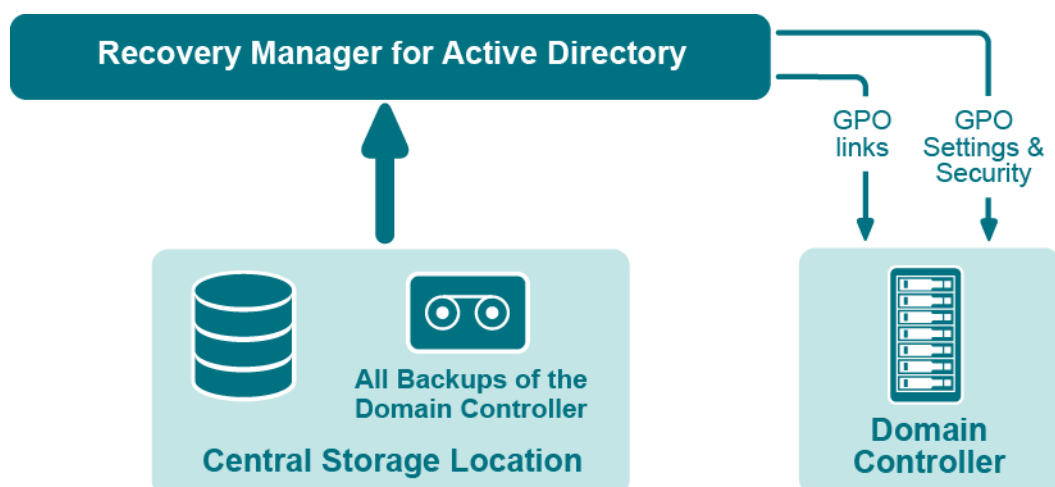 Recovery Manager for Active Directory
GPO
links
GPO
Settings &
Security
All Backups of the
Domain Controller
Central Storage Location
Domain
Controller